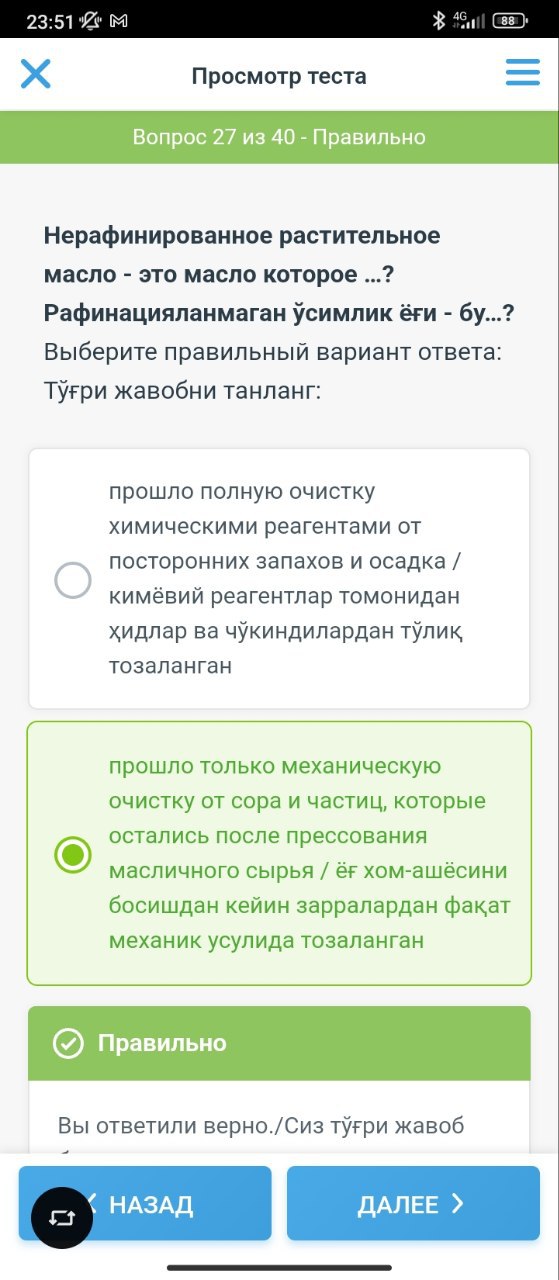 23:51
4G
88
Просмотр теста
Вопрос 27 из 40 - Правильно
Нерафинированное растительное
масло - это масло которое ...?
Рафинацияланмаган ўсимлик ёғи - бу...?
Выберите правильный вариант ответа:
Тўғри жавобни танланг:
прошло полную очистку
химическими реагентами от
посторонних запахов и осадка /
кимёвий реагентлар томонидан
ҳидлар ва чўкиндилардан тўлиқ
тозаланган
прошло только механическую
очистку от сора и частиц, которые
остались после прессования
масличного сырья / ёғ хом-ашёсини
босишдан кейин зарралардан фақат
механик усулида тозаланган
Правильно
Вы ответили верно./Сиз тўғри жавоб
НАЗАД
ДАЛЕЕ